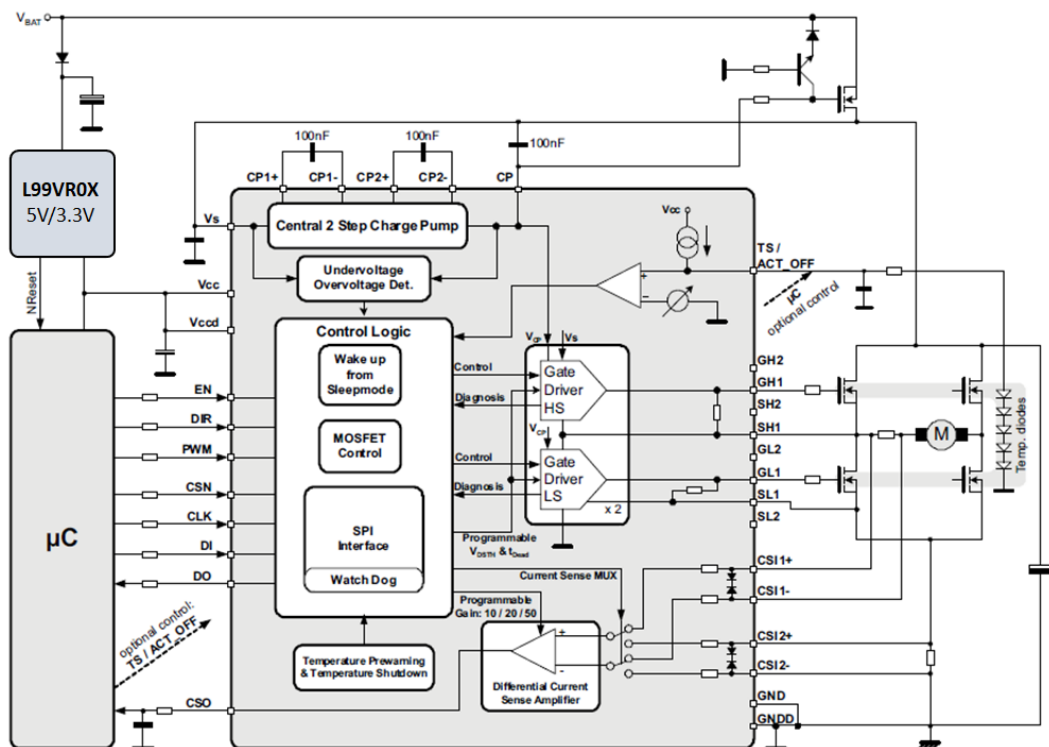 VBAT
100nF
100nF
100nF
L99VR0X
5V/3.3V
CP1+
CP1-
CP2+
CP2-
CP
Vs
Central 2 Step Charge Pump
Vcc
TS /
ACT_OFF
Undervoltage
Overvoltage Det.
+
-
µC
optional control
NReset
Vcc
Vccd
Control Logic
Wake up
from
Sleepmode
MOSFET
Control
SPI
Interface
Watch Dog
VCP
Vs
Control
Diagnosis
Gate
Driver
HS
VCP
Control
Diagnosis
Gate
Driver
LS
x 2
Programmable
VDSTH & tDead
GH2
GH1
SH2
SH1
GL2
GL1
SL1
SL2
M
Temp. diodes
µC
EN
DIR
PWM
CSN
CLK
DI
DO
optional control:
TS / ACT_OFF
CSO
Current Sense MUX
Programmable
Gain: 10 / 20 / 50
+
-
Differential Current
Sense Amplifier
Temperature Prewarning
& Temperature Shutdown
CSI1+
CSI1-
CSI2+
CSI2-
GND
GNDD